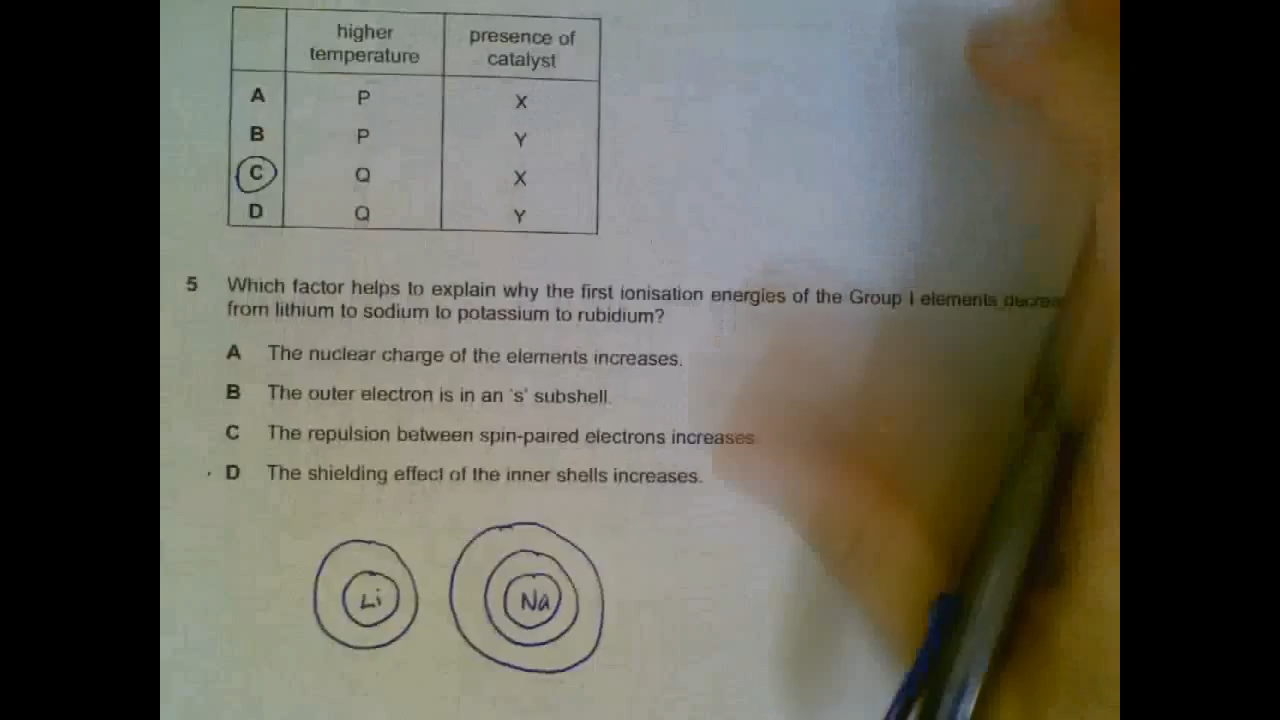 higher temperature presence of catalyst
A P X
B P Y
C Q X
D Q Y
5 Which factor helps to explain why the first ionisation energies of the Group I elements
from lithium to sodium to potassium to rubidium?
A The nuclear charge of the elements increases.
B The outer electron is in an 's' subshell.
C The repulsion between spin-paired electrons increases
D The shielding effect of the inner shells increases.
Li Na